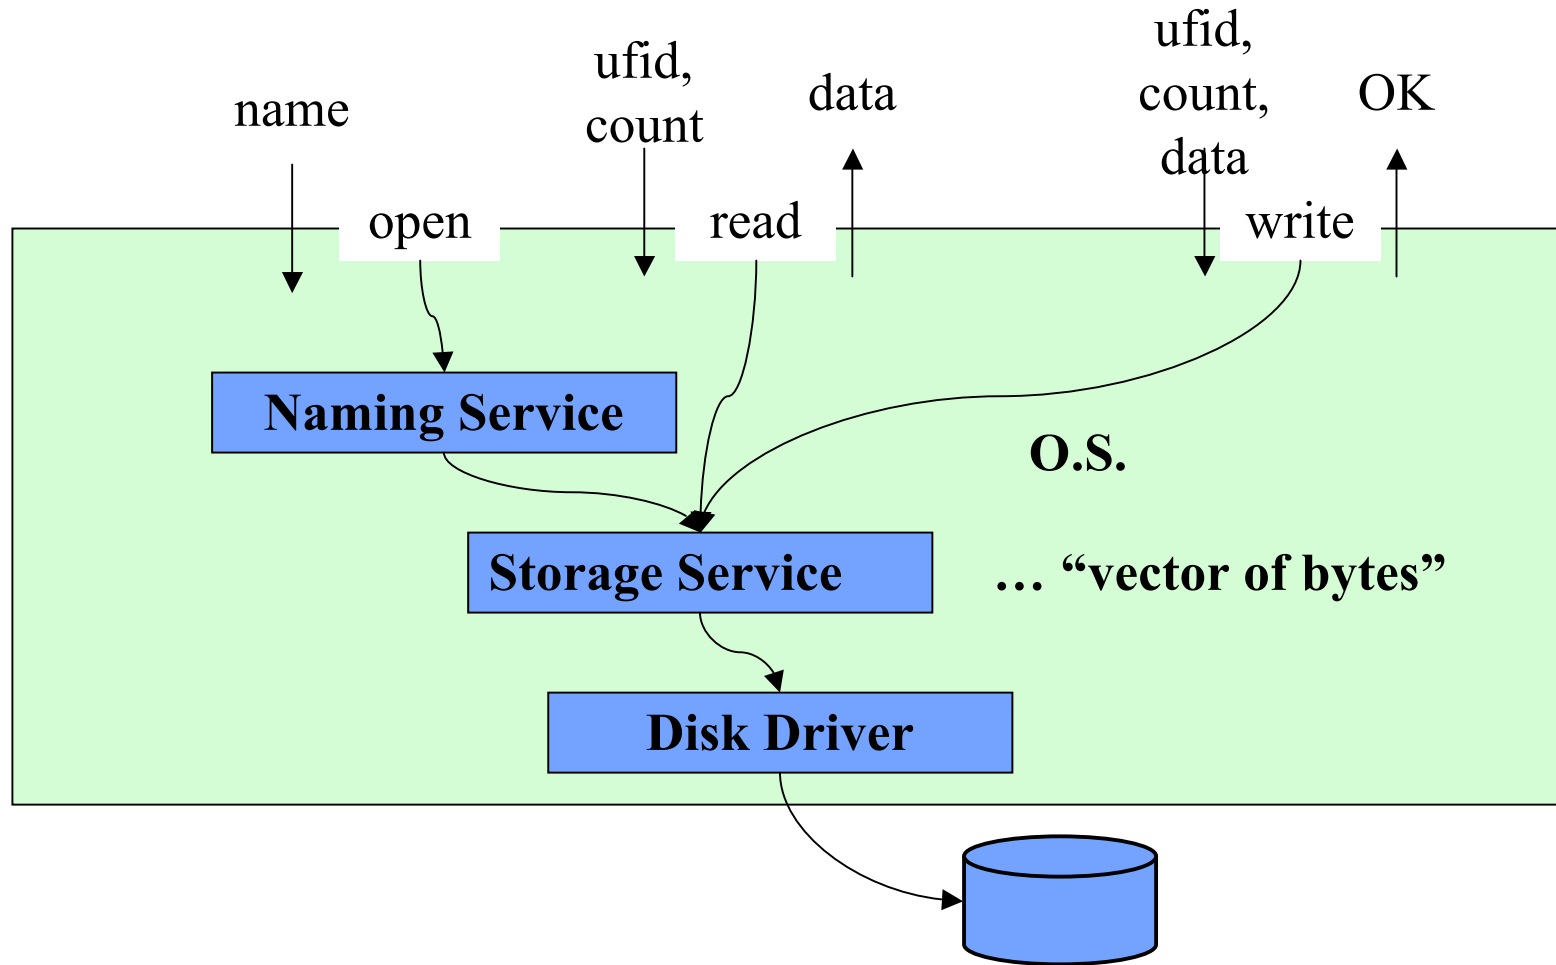 name
ufid,
count
data
ufid,
count,
data
OK
open
read
write
Naming Service
O.S.
Storage Service
… “vector of bytes”
Disk Driver